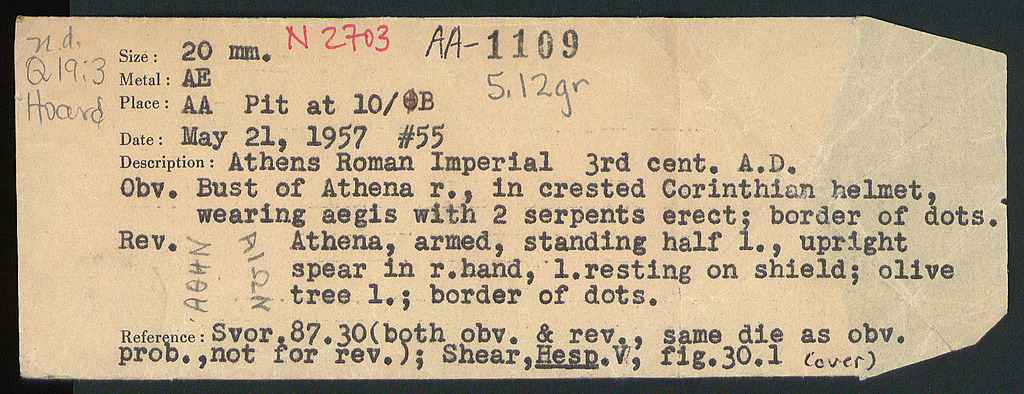 n.d.
Q 19:3
Hoard
N 2703 AA-1109
5.12gr
Size: 20 mm.
Metal: AE
Place: AA Pit at 10/ΘB
Date: May 21, 1957 #55
Description: Athens Roman Imperial 3rd cent. A.D.
Obv. Bust of Athena r., in crested Corinthian helmet,
wearing aegis with 2 serpents erect; border of dots.
Rev. ΑΘΗΝ ΑΙΩΝ Athena, armed, standing half l., upright
spear in r.hand, l.resting on shield; olive
tree l.; border of dots.
Reference: Svor.87.30(both obv. & rev., same die as obv.
prob.,not for rev.); Shear,Hesp.V, fig.30.1 (over)